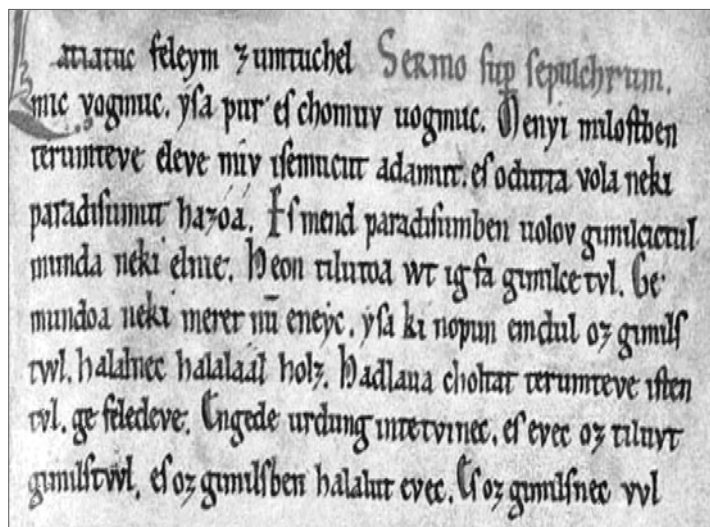 Latiatuc feleym ʒumtuchel Sermo sup sepulchrum.
mic vogmuc. ysa pur es chomuv uogmuc. Menyi milostben
terumteve eleve miv isemucut adamut. es odutta vola neki
paradisumut hazoa. Es mend paradisumben uolov gimilcictul
munda neki elnie. Heon tilutoa wt ig fa gimilce tvl. Ge
mundoa neki meret nū eneyc. ysa ki nopun emdul oz gimils
twl. halalnec halalaal holz. Hadlaua choltat terumteve isten
tvl. ge feledeve. Engede urdung intetvinec. es evec oz tiluvt
gimilstwl. es oz gimilsben halalut evec. Es oz gimilsnec vvl